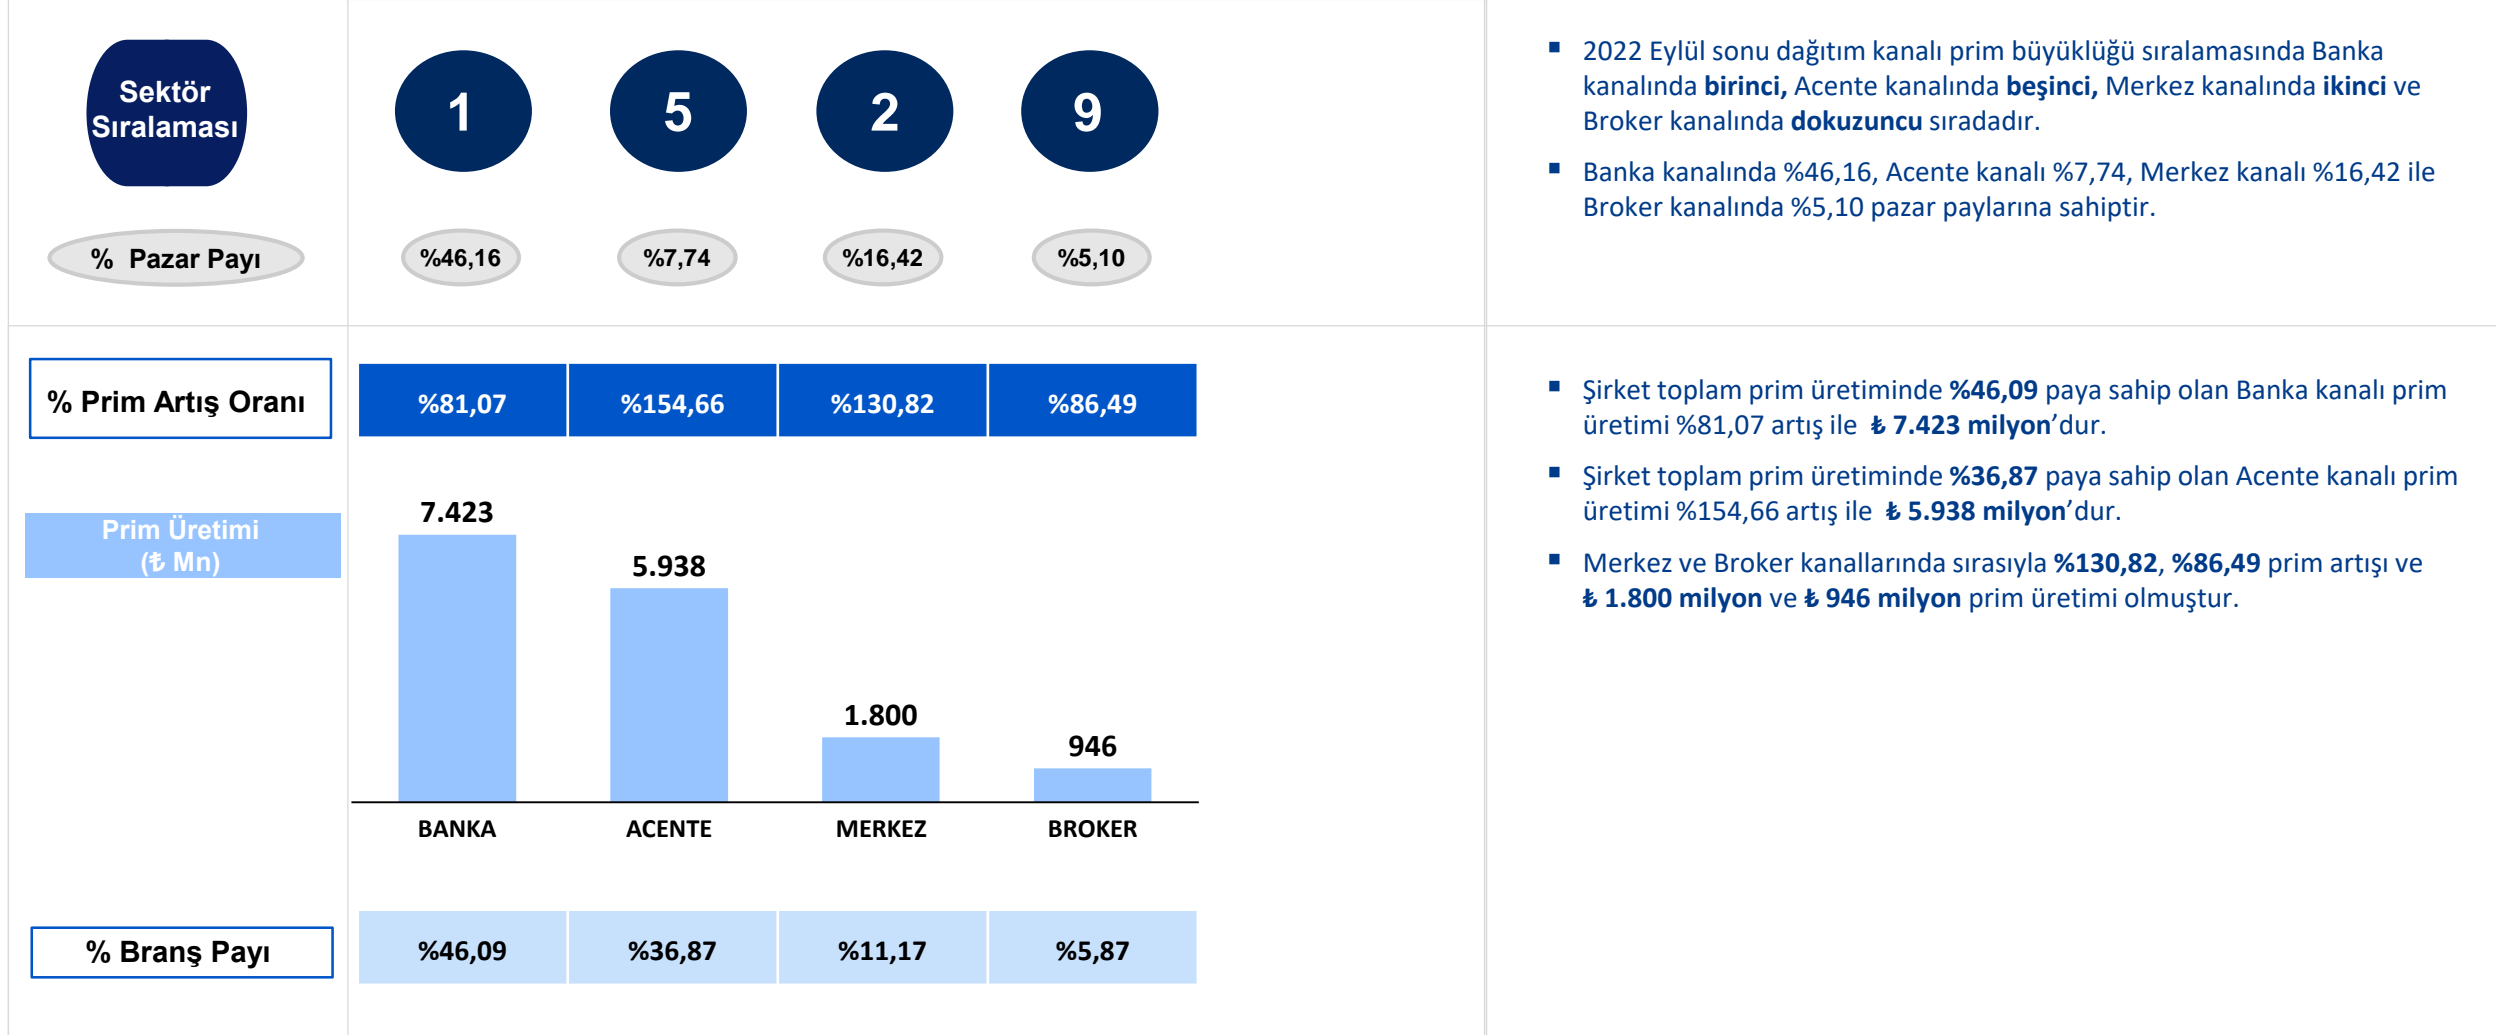 Sektör
Sıralaması
1
5
2
9
% Pazar Payı
%46,16
%7,74
%16,42
%5,10
▪ 2022 Eylül sonu dağıtım kanalı prim büyüklüğü sıralamasında Banka
kanalında birinci, Acente kanalında beşinci, Merkez kanalında ikinci ve
Broker kanalında dokuzuncu sıradadır.
▪ Banka kanalında %46,16, Acente kanalı %7,74, Merkez kanalı %16,42 ile
Broker kanalında %5,10 pazar paylarına sahiptir.
% Prim Artış Oranı
%81,07
%154,66
%130,82
%86,49
Prim Üretimi
(₺ Mn)
7.423
5.938
1.800
946
BANKA
ACENTE
MERKEZ
BROKER
% Branş Payı
%46,09
%36,87
%11,17
%5,87
▪ Şirket toplam prim üretiminde %46,09 paya sahip olan Banka kanalı prim
üretimi %81,07 artış ile ₺ 7.423 milyon’dur.
▪ Şirket toplam prim üretiminde %36,87 paya sahip olan Acente kanalı prim
üretimi %154,66 artış ile ₺ 5.938 milyon’dur.
▪ Merkez ve Broker kanallarında sırasıyla %130,82, %86,49 prim artışı ve
₺ 1.800 milyon ve ₺ 946 milyon prim üretimi olmuştur.